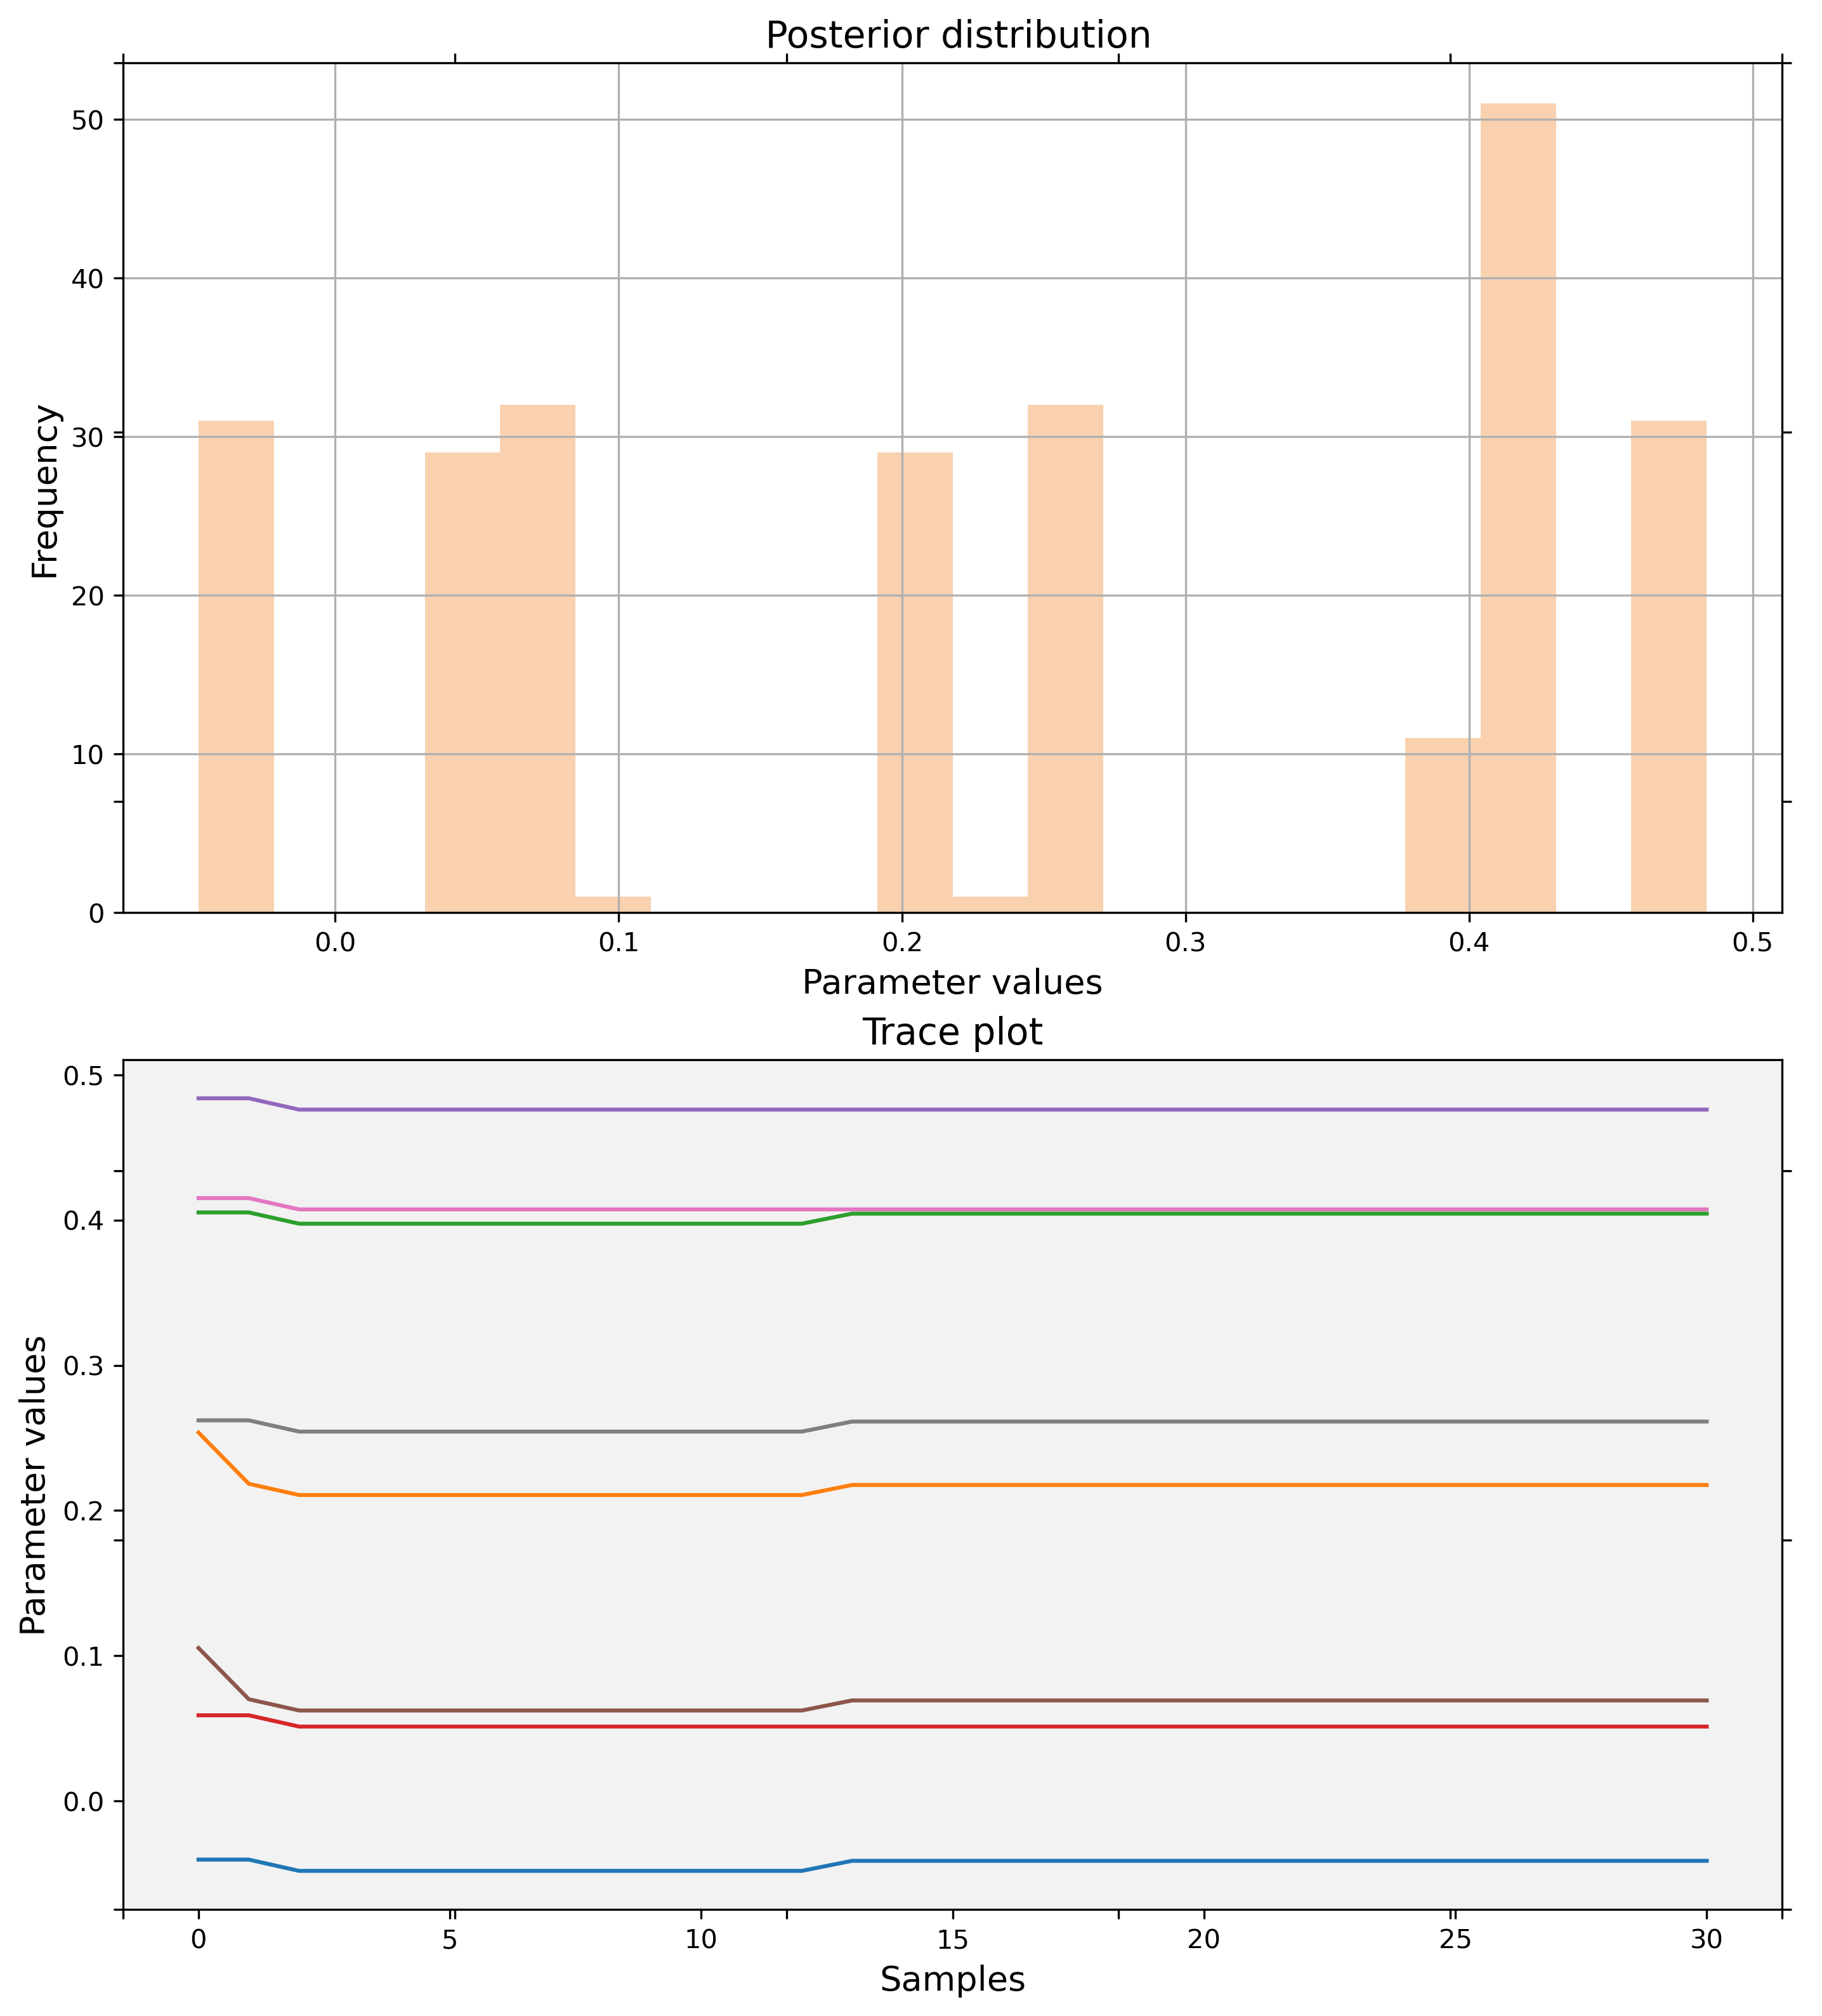 Posterior distribution
50
40
30
20
10
0
Frequency
0.0 0.1 0.2 0.3 0.4 0.5
Parameter values
Trace plot
0.5
0.4
0.3
0.2
0.1
0.0
Parameter values
0 5 10 15 20 25 30
Samples